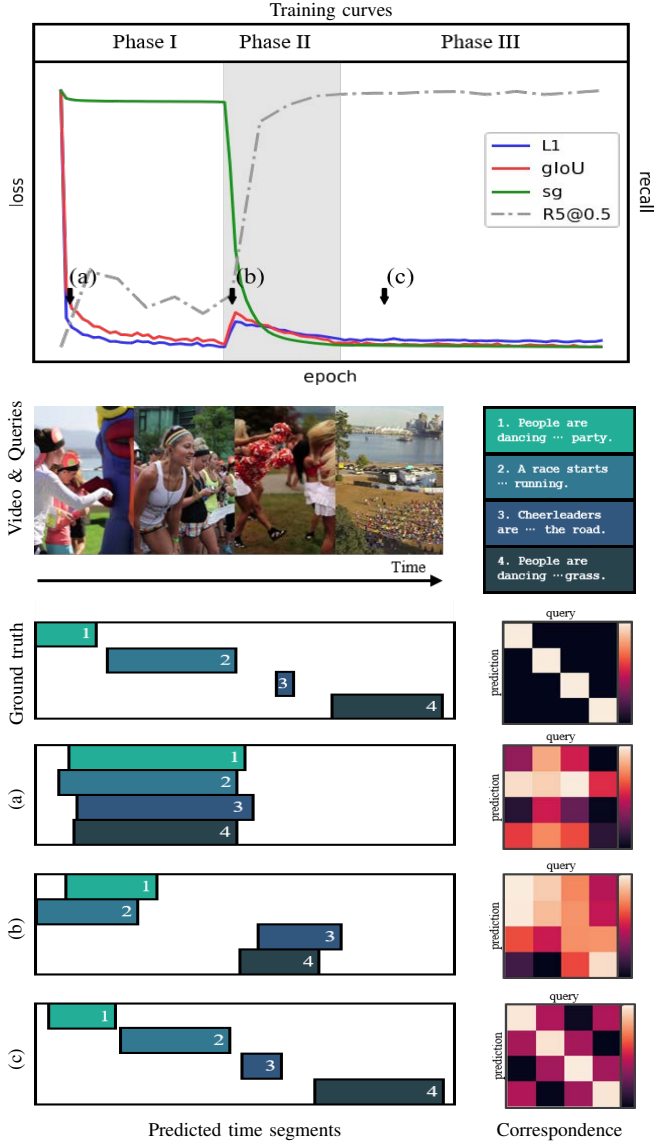 Training curves
Phase I
Phase II
Phase III
L1
gIoU
sg
R5@0.5
loss
recall
(a)
(b)
(c)
epoch
Video & Queries
Time
1. People are
dancing ⋯ party.
2. A race starts
⋯ running.
3. Cheerleaders
are ⋯ the road.
4. People are
dancing ⋯grass.
Ground truth
1
2
3
4
query
prediction
(a)
1
2
3
4
query
prediction
(b)
1
2
3
4
query
prediction
(c)
1
2
3
4
query
prediction
Predicted time segments
Correspondence